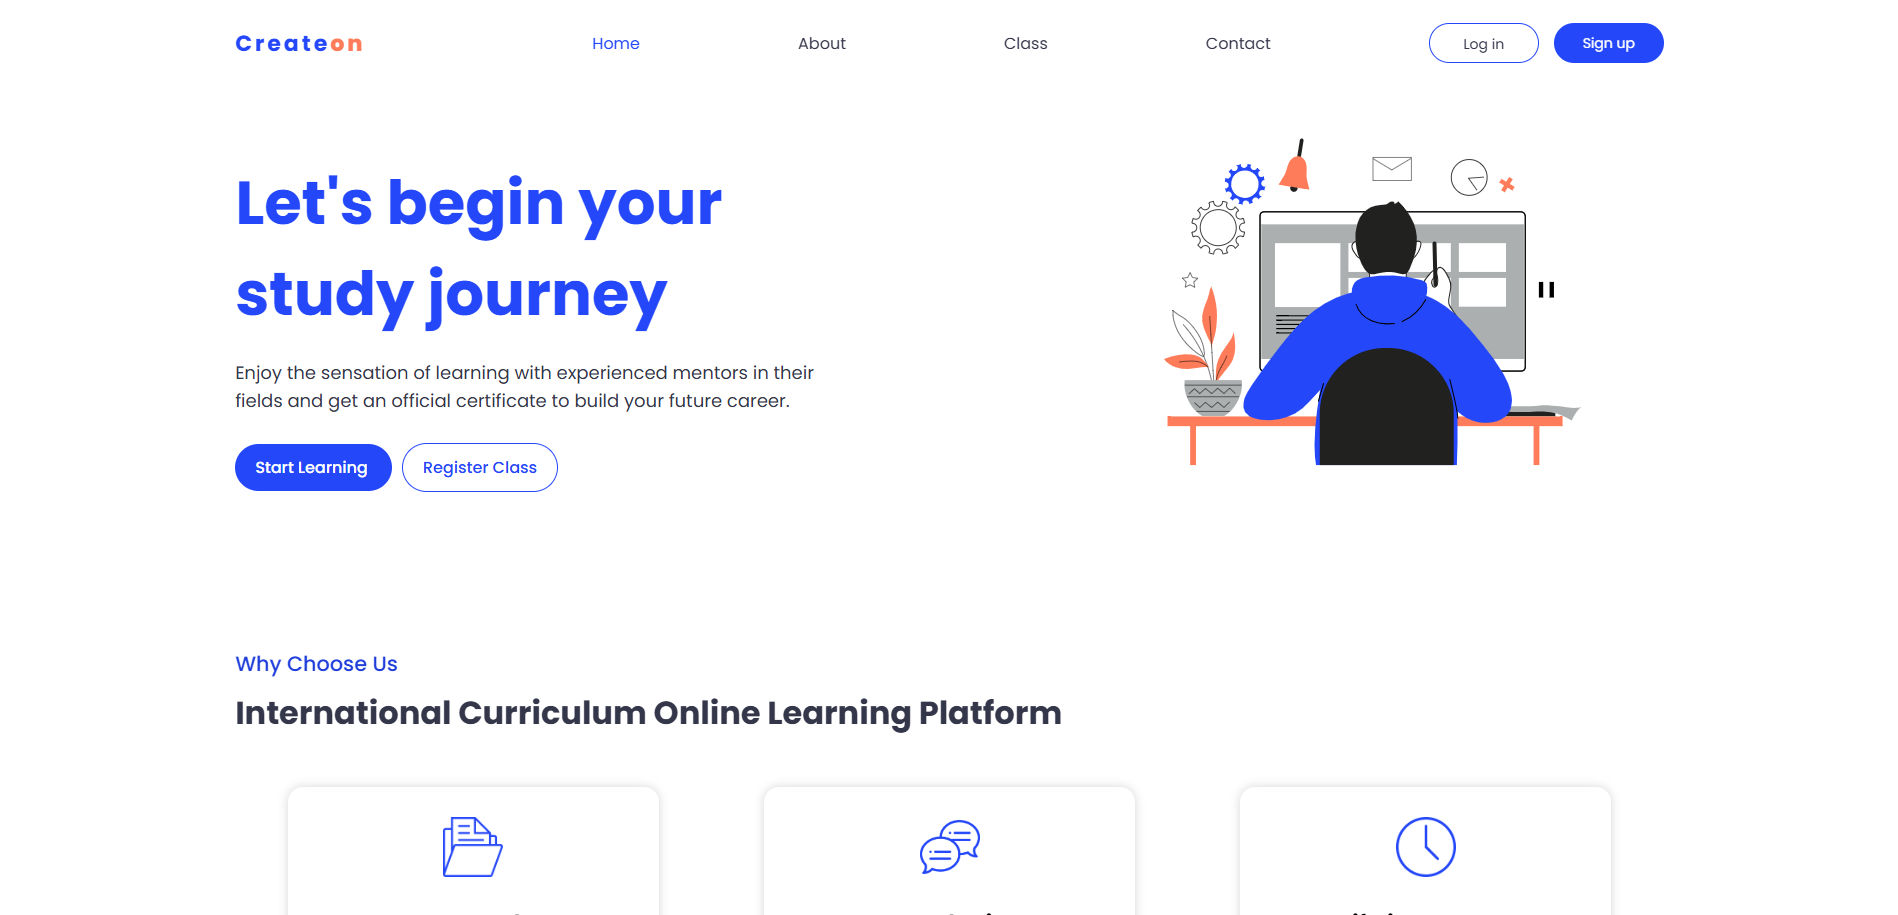 Createon
Home
About
Class
Contact
Log in
Sign up
Let's begin your
study journey
Enjoy the sensation of learning with experienced mentors in their
fields and get an official certificate to build your future career.
Start Learning
Register Class
Why Choose Us
International Curriculum Online Learning Platform